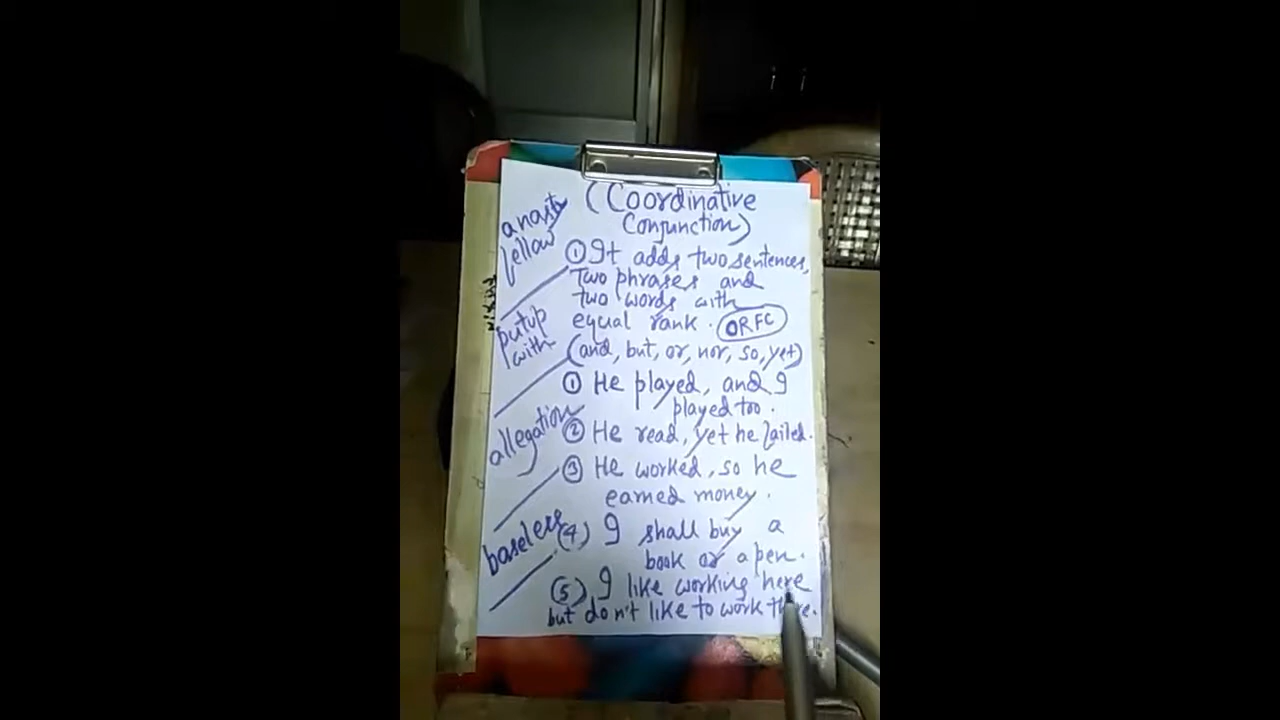 (Coordinative
Conjunction)
① It adds two sentences,
Two phrases and
two words with
equal rank. ORFC
(and, but, or, nor, so, yet)
① He played, and I
played too.
② He read, yet he failed.
③ He worked, so he
earned money.
(4) I shall buy a
book or a pen.
(5) I like working here
but don't like to work there.
a nasty
fellow
put up
with
allegation
baseless